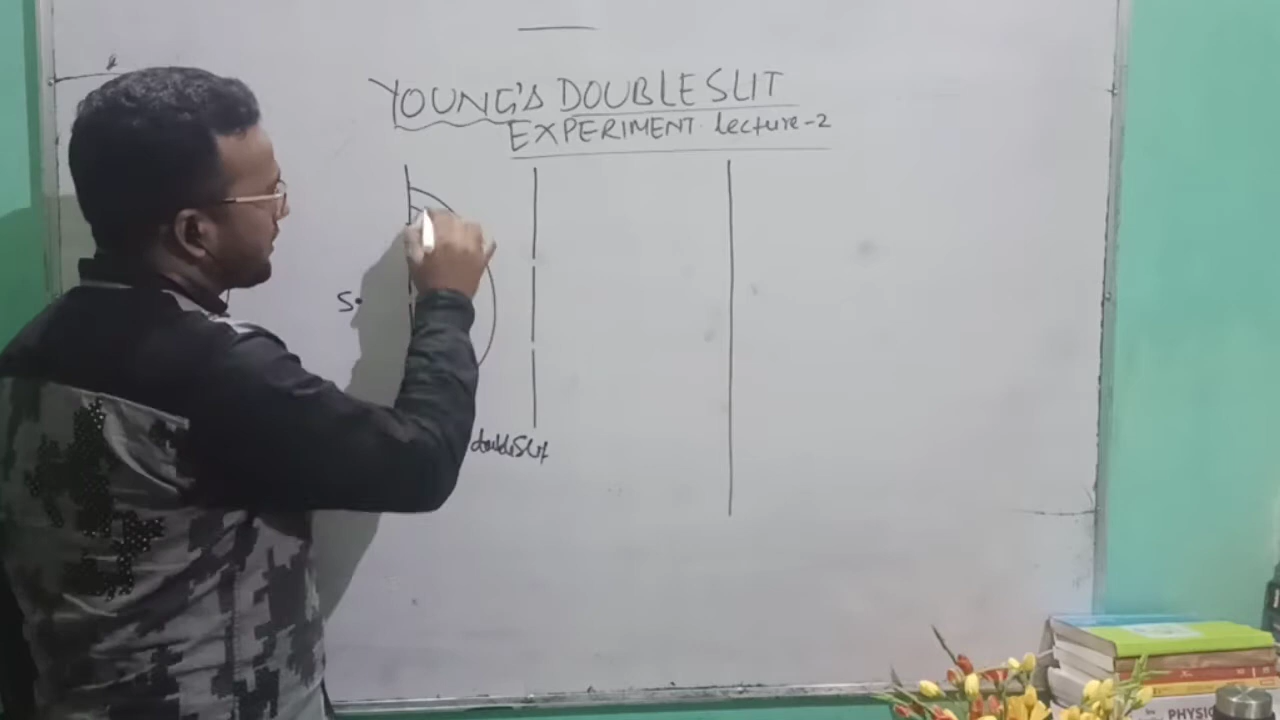 YOUNG'S DOUBLE SLIT
EXPERIMENT. Lecture-2
S
double Slit
PHYSIC